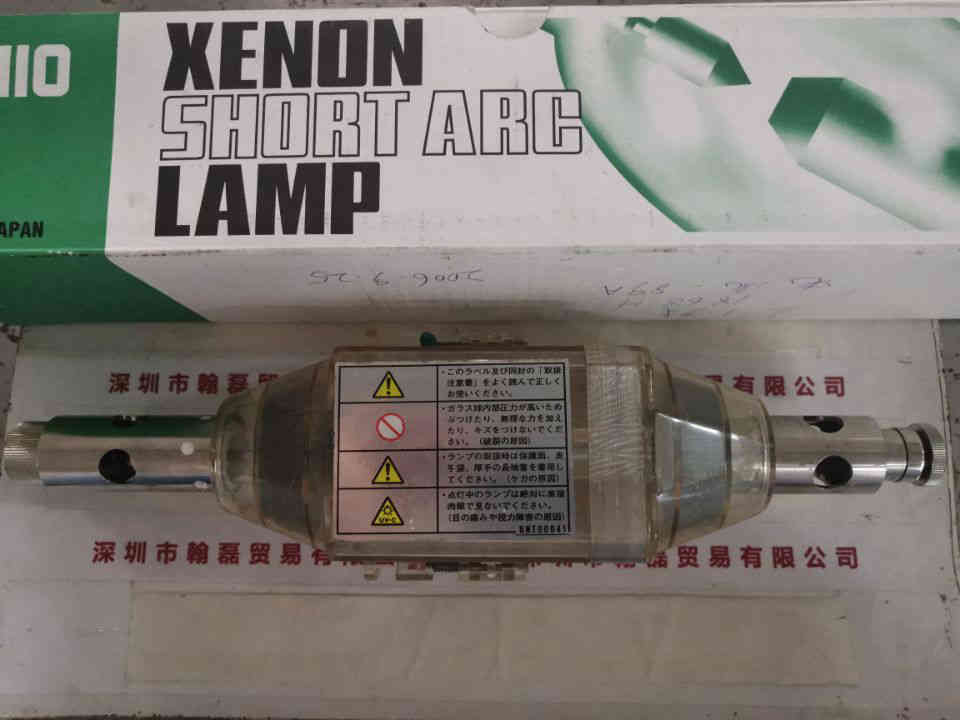 IIO
XENON
SHORT ARC
LAMP
APAN
2006.9.25
・このラベル及び同封の「取扱
注意書」をよく読んで正しく
お使いください。
・ガラス球内部圧力が高いため
ぶつけたり、無理な力を加え
たり、キズをつけないでくだ
さい。(破裂の原因)
・ランプの取扱時は保護面、皮
手袋、厚手の長袖着を着用し
てください。(ケガの原因)
・点灯中のランプは絶対に直接
肉眼で見ないでください。
(目の痛みや視力障害の原因)
UV-C
深圳市翰磊贸易有
深圳市翰磊贸易有限公司
深圳市翰磊贸易有限公司